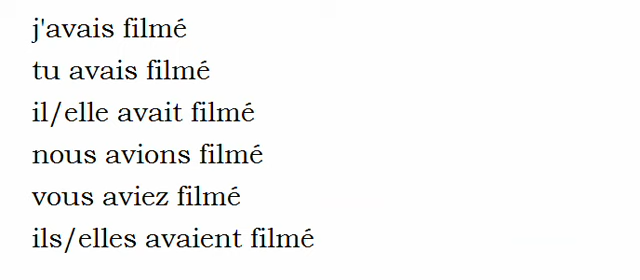 j'avais filmé
tu avais filmé
il/elle avait filmé
nous avions filmé
vous aviez filmé
ils/elles avaient filmé